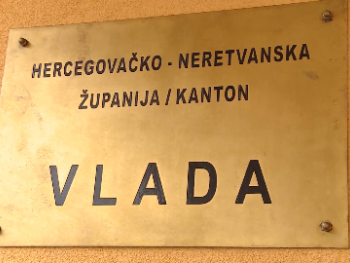 HERCEGOVAČKO - NERETVANSKA
ŽUPANIJA / KANTON
VLADA